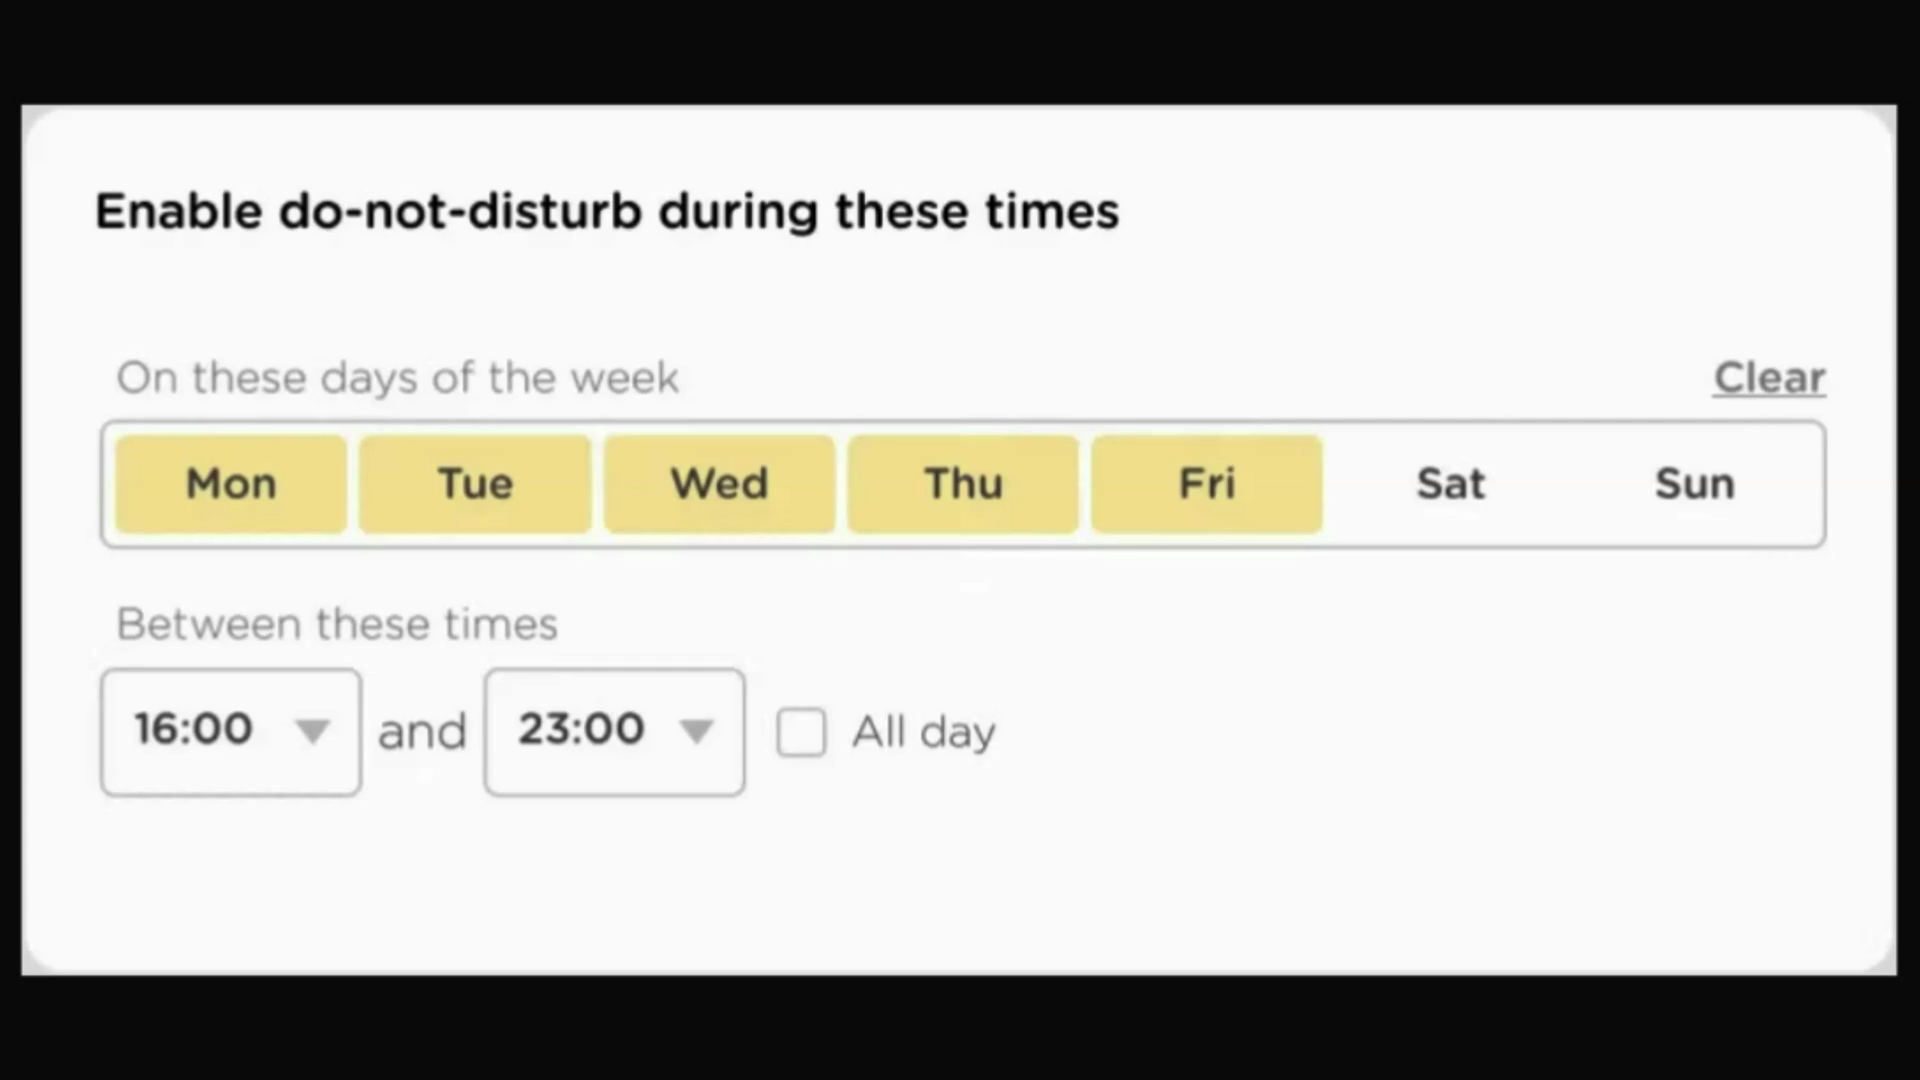 Enable do-not-disturb during these times
On these days of the week Clear
Mon Tue Wed Thu Fri Sat Sun
Between these times
16:00 and 23:00 All day